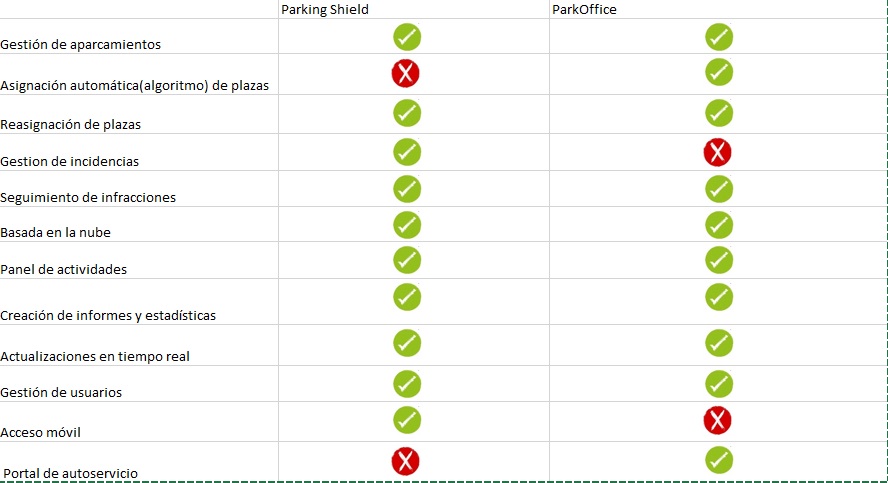 Parking Shield ParkOffice
Gestión de aparcamientos
Asignación automática(algoritmo) de plazas
Reasignación de plazas
Gestion de incidencias
Seguimiento de infracciones
Basada en la nube
Panel de actividades
Creación de informes y estadísticas
Actualizaciones en tiempo real
Gestión de usuarios
Acceso móvil
Portal de autoservicio